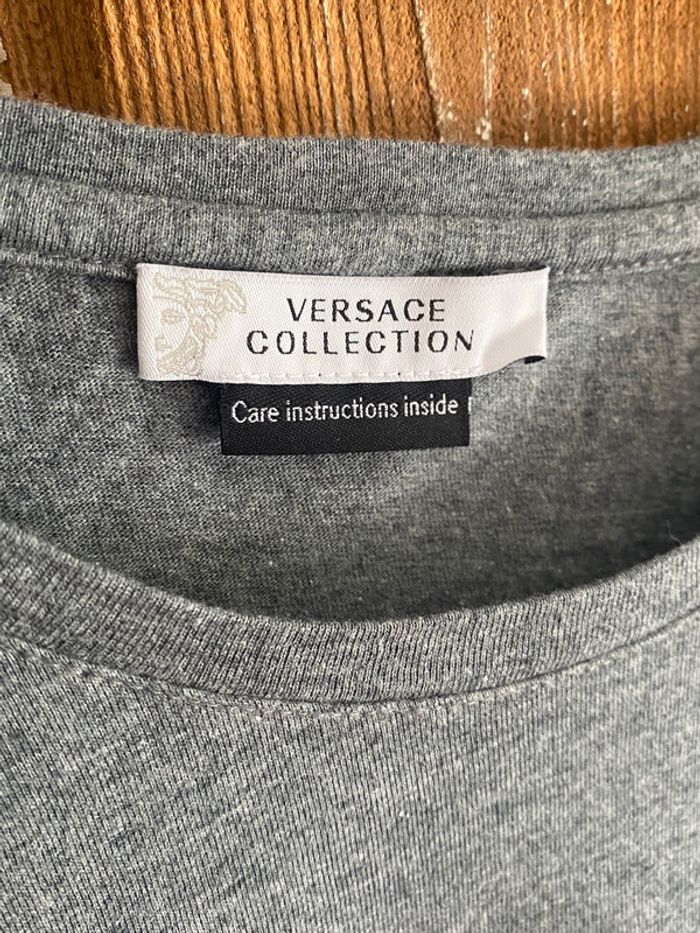 VERSACE
COLLECTION
Care instructions inside